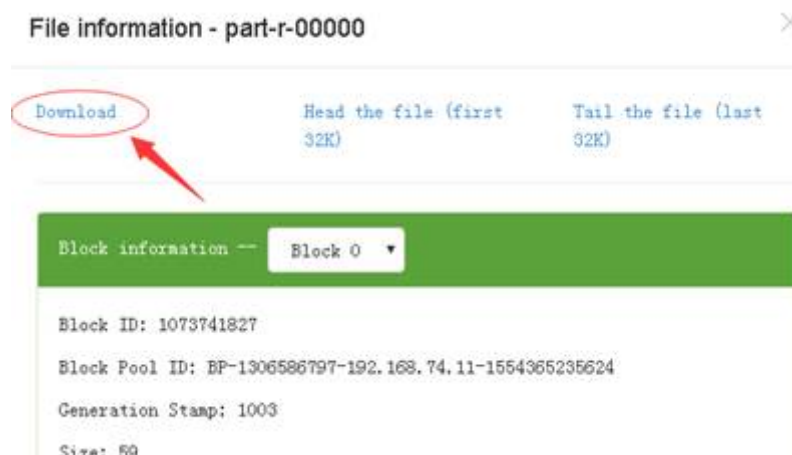 File information - part-r-00000
Download
Head the file (first
32K)
Tail the file (last
32K)
Block information --
Block 0
Block ID: 1073741827
Block Pool ID: BP-1306586797-192.168.74.11-1554365235624
Generation Stamp: 1003
Size: 59